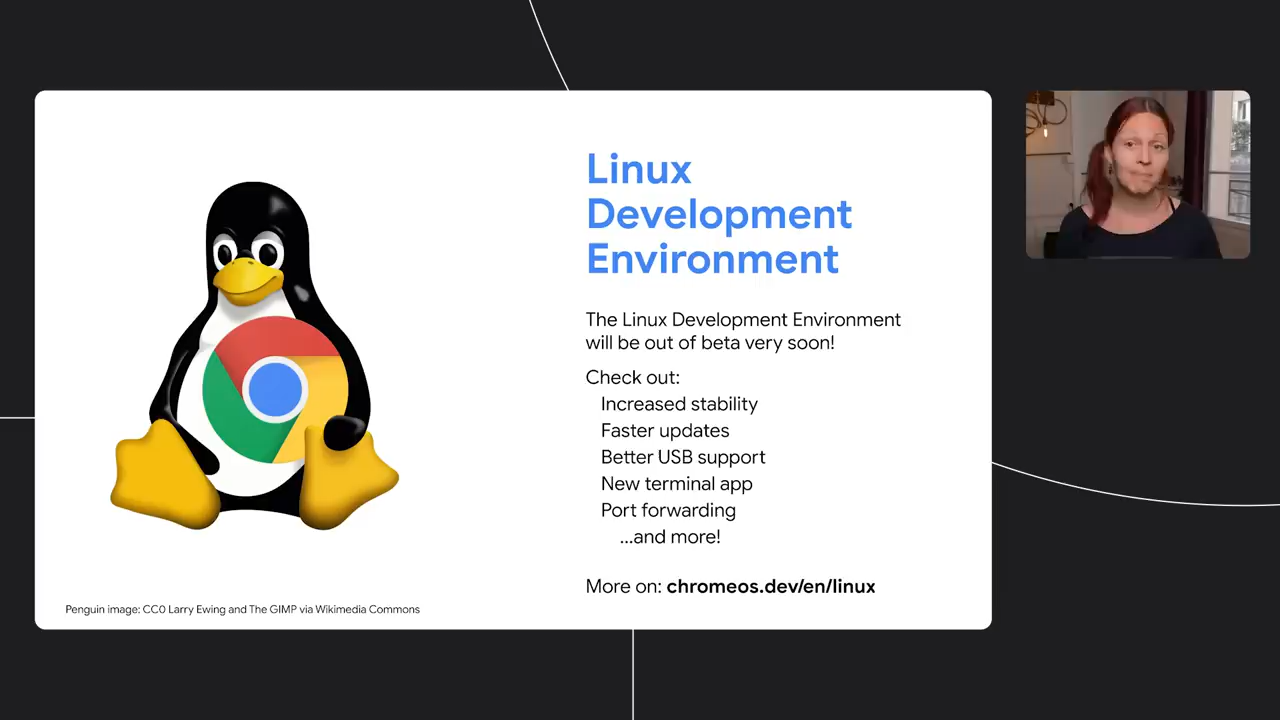 Linux
Development
Environment
The Linux Development Environment
will be out of beta very soon!
Check out:
Increased stability
Faster updates
Better USB support
New terminal app
Port forwarding
...and more!
More on: chromeos.dev/en/linux
Penguin image: CC0 Larry Ewing and The GIMP via Wikimedia Commons